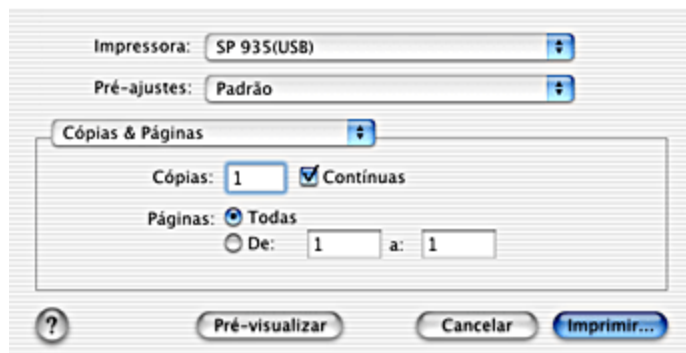 Impressora: SP 935(USB)
Pré-ajustes: Padrão
Cópias & Páginas
Cópias: 1 Contínuas
Páginas: Todas
De: 1 a: 1
? Pré-visualizar Cancelar Imprimir...